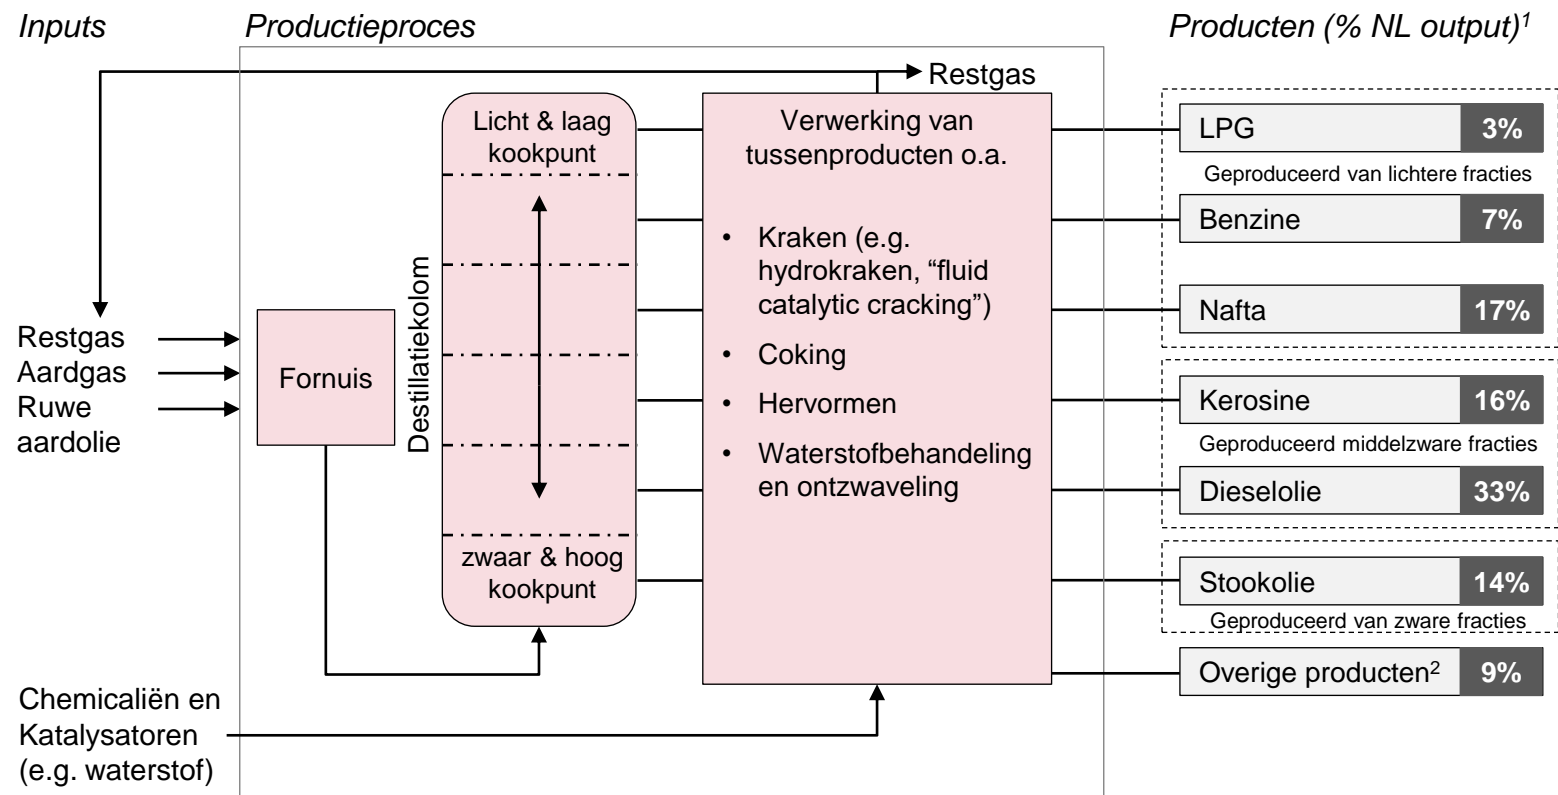 Inputs
Productieproces
Producten (% NL output)1
Restgas
Licht & laag
kookpunt
zwaar & hoog
kookpunt
Destillatiekolom
Fornuis
Restgas
Aardgas
Ruwe
aardolie
Chemicaliën en
Katalysatoren
(e.g. waterstof)
Verwerking van
tussenproducten o.a.
• Kraken (e.g.
hydrokraken, “fluid
catalytic cracking”)
• Coking
• Hervormen
• Waterstofbehandeling
en ontzwaveling
LPG 3%
Geproduceerd van lichtere fracties
Benzine 7%
Nafta 17%
Kerosine 16%
Geproduceerd middelzware fracties
Dieselolie 33%
Stookolie 14%
Geproduceerd van zware fracties
Overige producten2 9%